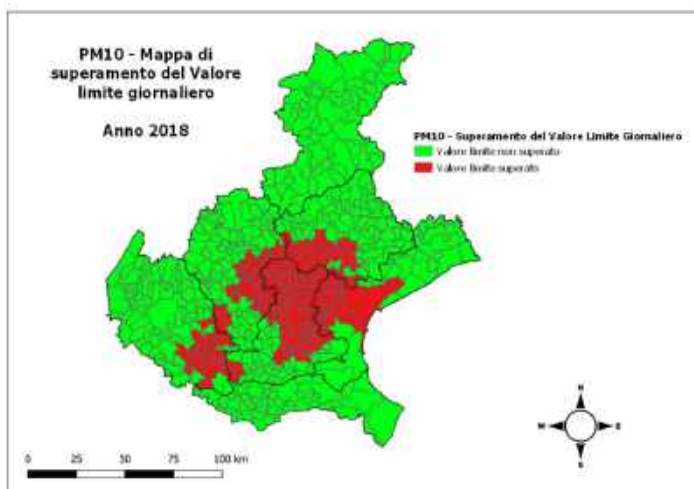 PM10 - Mappa di
superamento del Valore
limite giornaliero
Anno 2018
PM10 - Superamento del Valore Limite Giornaliero
Valore limite non superato
Valore limite superato
N
W
E
S
0 25 50 75 100 km